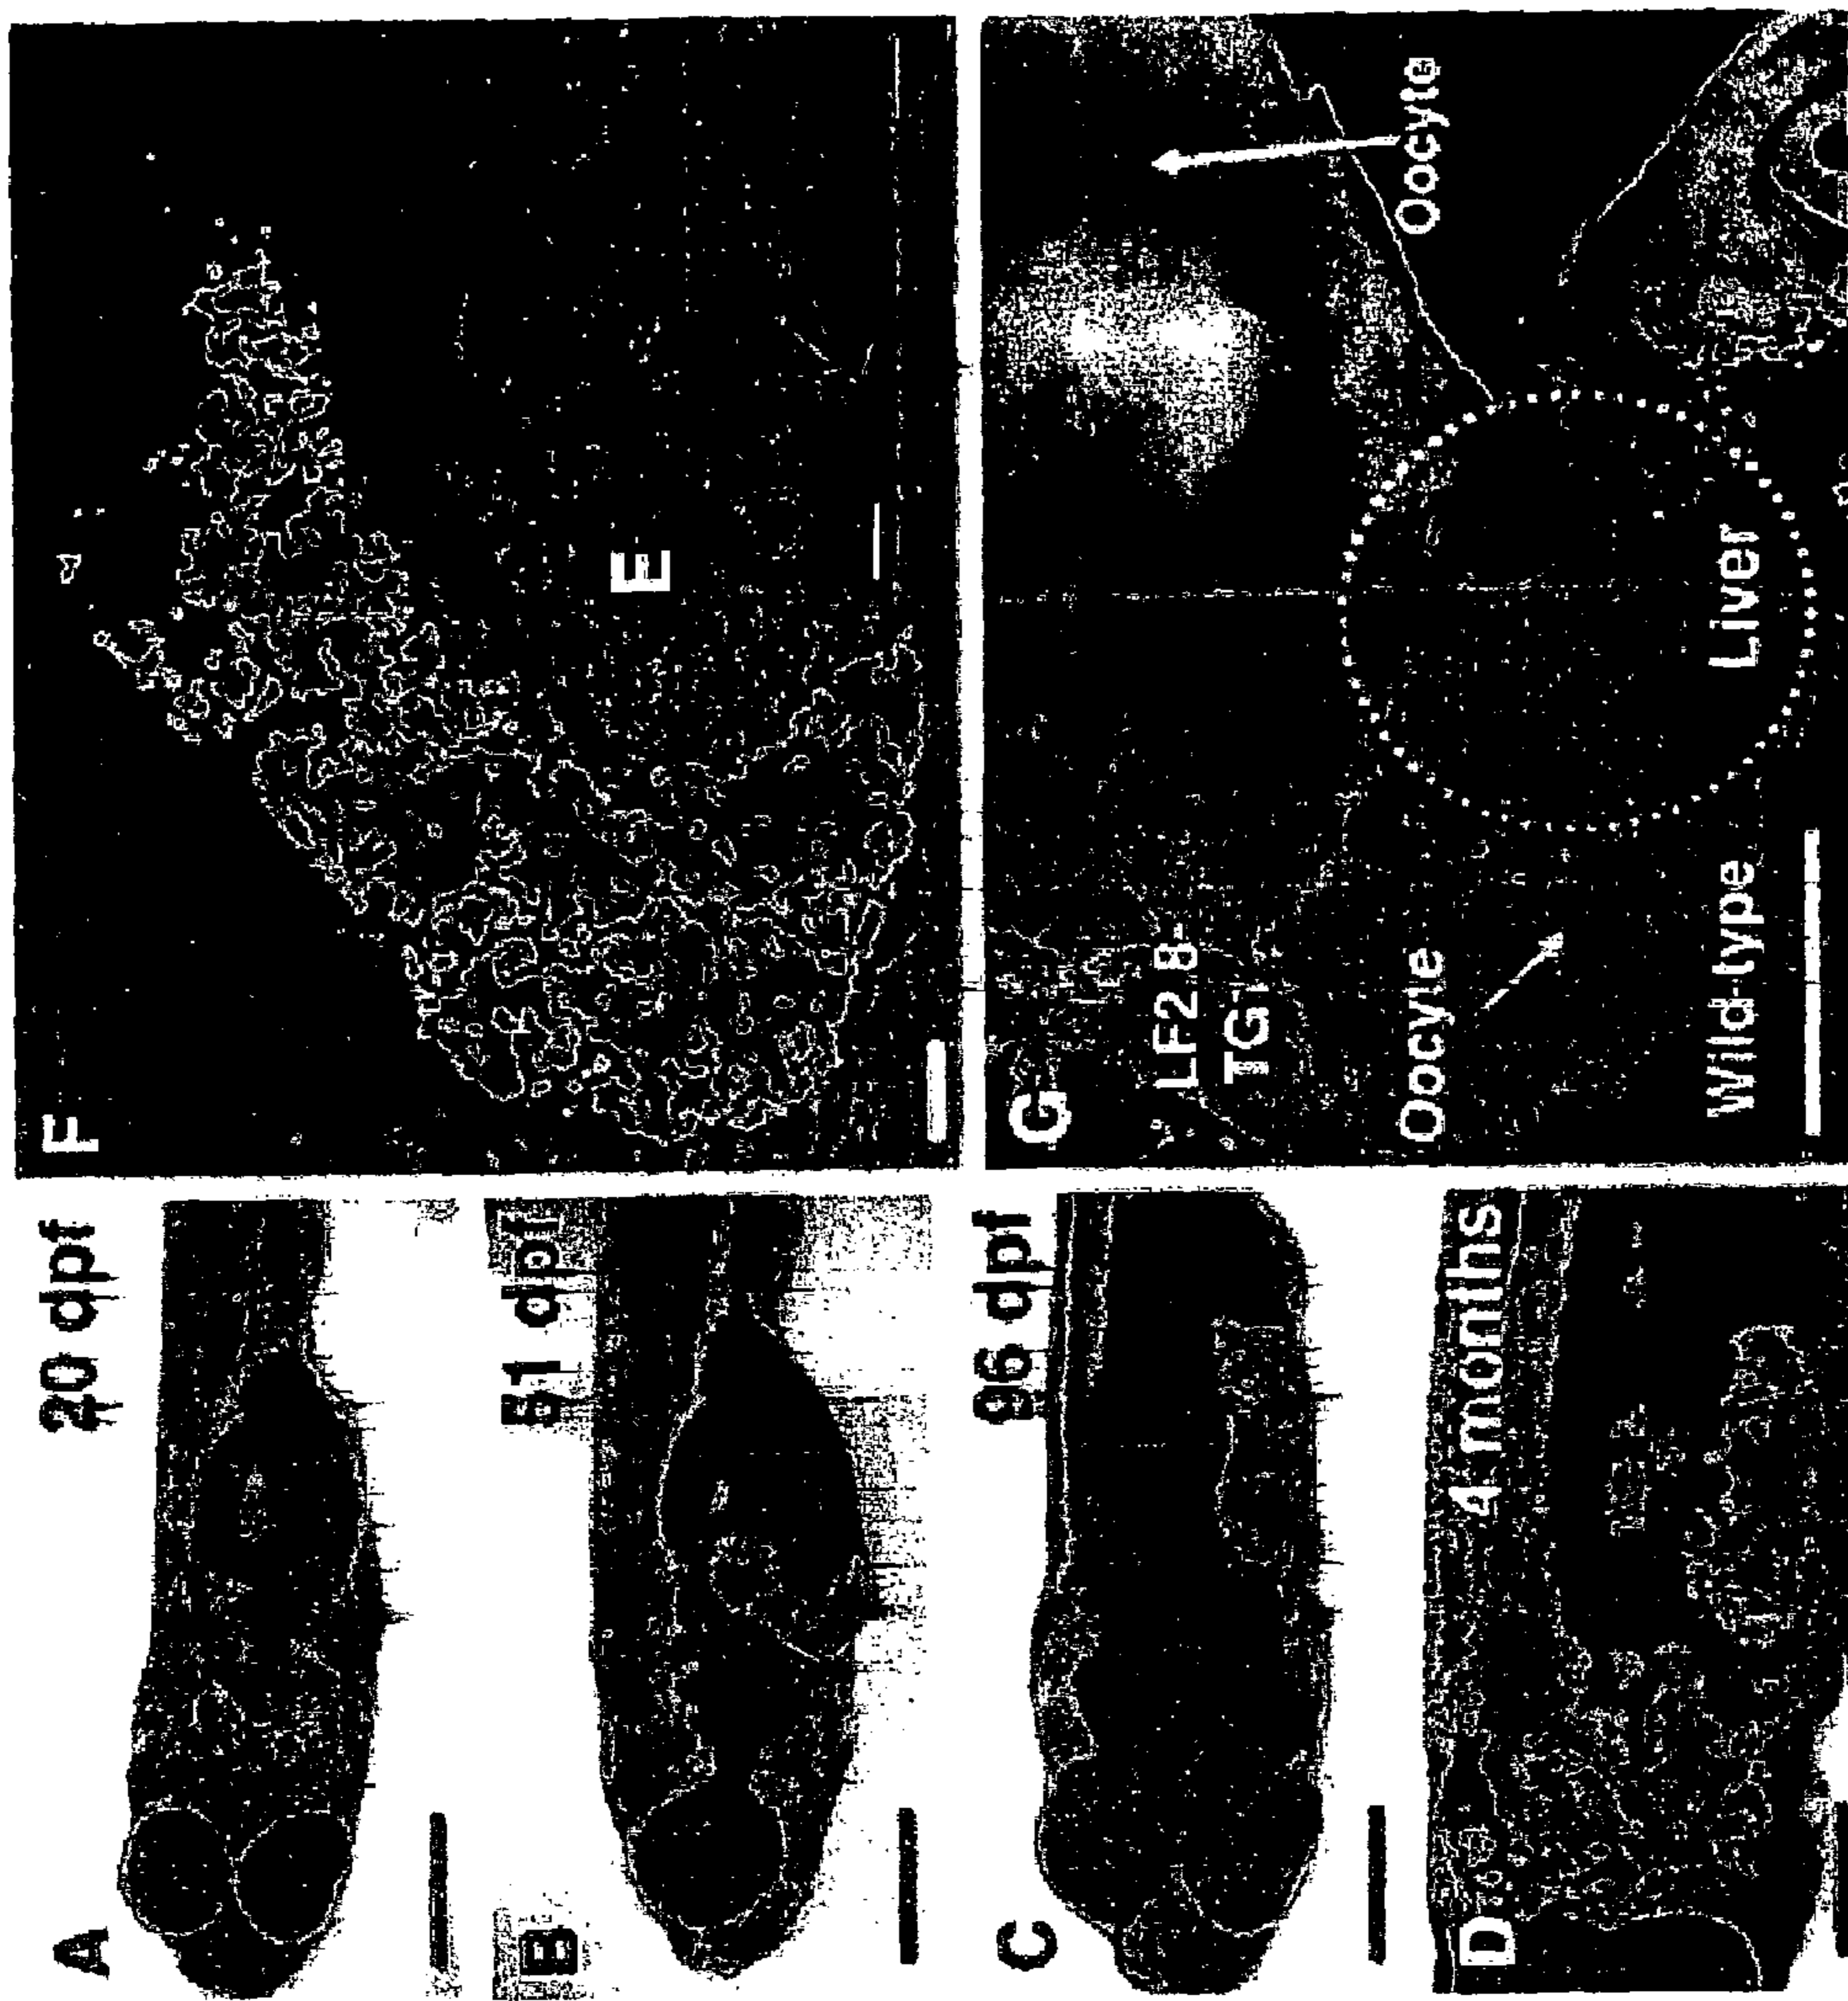 A 20 dpf
B 51 dpf
C 96 dpf
D 4 months
F
E
G
LF2 8-
TG
Oocyte
Oocyte
Liver
Wild-type